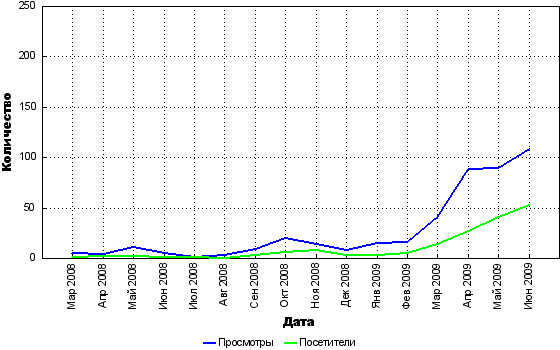 250
200
150
100
50
0
Количество
Мар 2008
Апр 2008
Май 2008
Июн 2008
Июл 2008
Авг 2008
Сен 2008
Окт 2008
Ноя 2008
Дек 2008
Янв 2009
Фев 2009
Мар 2009
Апр 2009
Май 2009
Июн 2009
Дата
Просмотры Посетители